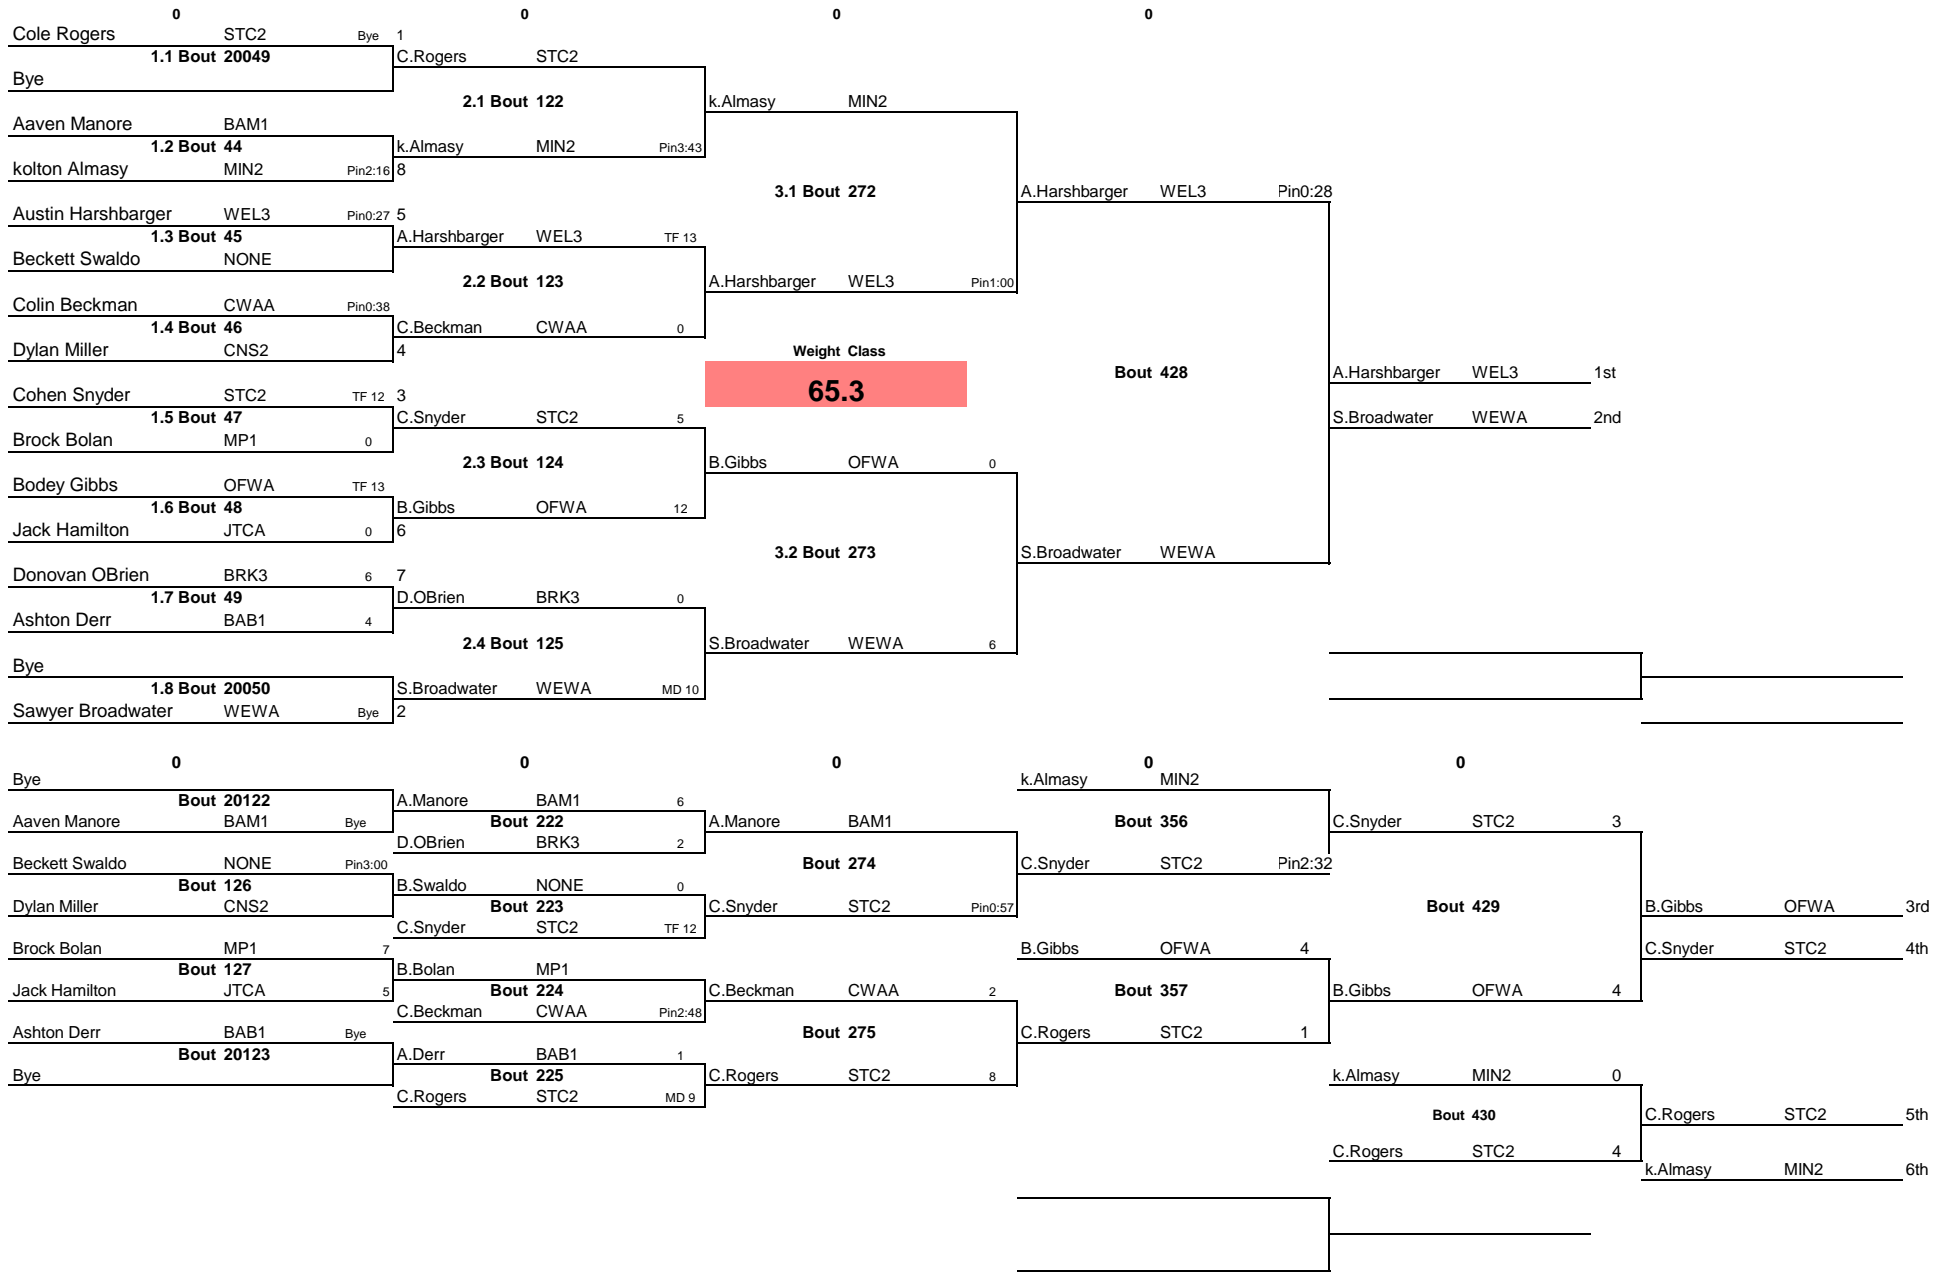 0 0 0 0
Cole Rogers STC2 Bye 1
1.1 Bout 20049 C.Rogers STC2
Bye
2.1 Bout 122 k.Almasy MIN2
Aaven Manore BAM1
1.2 Bout 44 k.Almasy MIN2 Pin3:43
kolton Almasy MIN2 Pin2:16 8
3.1 Bout 272 A.Harshbarger WEL3 Pin0:28
Austin Harshbarger WEL3 Pin0:27 5
1.3 Bout 45 A.Harshbarger WEL3 TF 13
Beckett Swaldo NONE
2.2 Bout 123 A.Harshbarger WEL3 Pin1:00
Colin Beckman CWAA Pin0:38
1.4 Bout 46 C.Beckman CWAA 0
Dylan Miller CNS2 4 Weight Class
Bout 428 A.Harshbarger WEL3 1st
Cohen Snyder STC2 TF 12 3 65.3
1.5 Bout 47 C.Snyder STC2 5 S.Broadwater WEWA 2nd
Brock Bolan MP1 0
2.3 Bout 124 B.Gibbs OFWA 0
Bodey Gibbs OFWA TF 13
1.6 Bout 48 B.Gibbs OFWA 12
Jack Hamilton JTCA 0 6
3.2 Bout 273 S.Broadwater WEWA
Donovan OBrien BRK3 6 7
1.7 Bout 49 D.OBrien BRK3 0
Ashton Derr BAB1 4
2.4 Bout 125 S.Broadwater WEWA 6
Bye
1.8 Bout 20050 S.Broadwater WEWA MD 10
Sawyer Broadwater WEWA Bye 2
0 0 0 0 0
Bye k.Almasy MIN2
Bout 20122 A.Manore BAM1 6
Aaven Manore BAM1 Bye Bout 222 A.Manore BAM1 Bout 356 C.Snyder STC2 3
D.OBrien BRK3 2
Beckett Swaldo NONE Pin3:00 Bout 274 C.Snyder STC2 Pin2:32
Bout 126 B.Swaldo NONE 0
Dylan Miller CNS2 Bout 223 C.Snyder STC2 Pin0:57 Bout 429 B.Gibbs OFWA 3rd
C.Snyder STC2 TF 12
Brock Bolan MP1 7 B.Gibbs OFWA 4 C.Snyder STC2 4th
Bout 127 B.Bolan MP1
Jack Hamilton JTCA 5 Bout 224 C.Beckman CWAA 2 Bout 357 B.Gibbs OFWA 4
C.Beckman CWAA Pin2:48
Ashton Derr BAB1 Bye Bout 275 C.Rogers STC2 1
Bout 20123 A.Derr BAB1 1
Bye Bout 225 C.Rogers STC2 8 k.Almasy MIN2 0
C.Rogers STC2 MD 9
Bout 430 C.Rogers STC2 5th
C.Rogers STC2 4
k.Almasy MIN2 6th